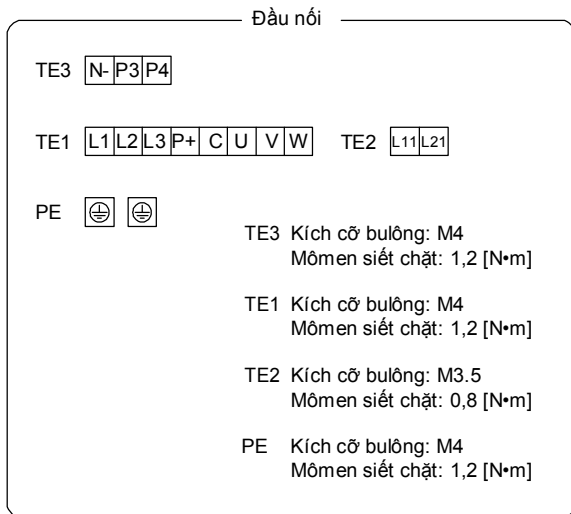 Đầu nối
TE3 N- P3 P4
TE1 L1 L2 L3 P+ C U V W TE2 L11 L21
PE
TE3 Kích cỡ bulông: M4
Mômen siết chặt: 1,2 [N•m]
TE1 Kích cỡ bulông: M4
Mômen siết chặt: 1,2 [N•m]
TE2 Kích cỡ bulông: M3.5
Mômen siết chặt: 0,8 [N•m]
PE Kích cỡ bulông: M4
Mômen siết chặt: 1,2 [N•m]